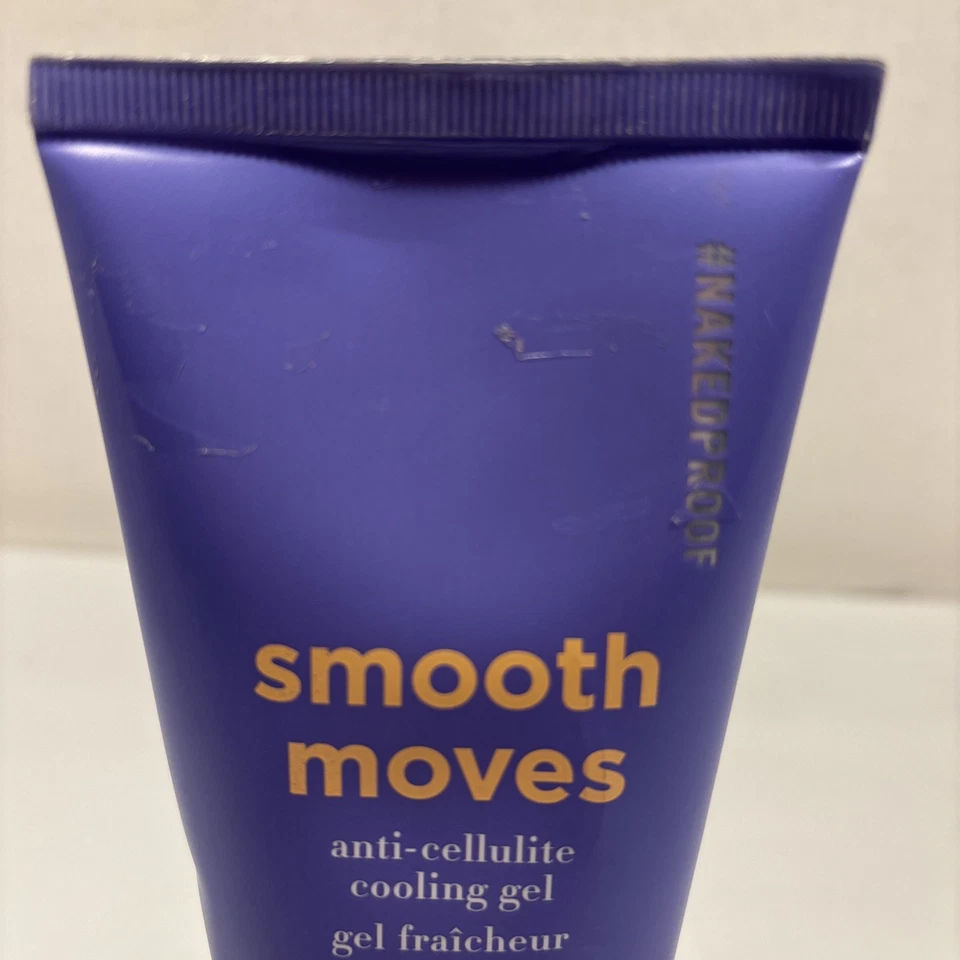 #NAKEDPROOF
smooth
moves
anti-cellulite
cooling gel
gel fraîcheur